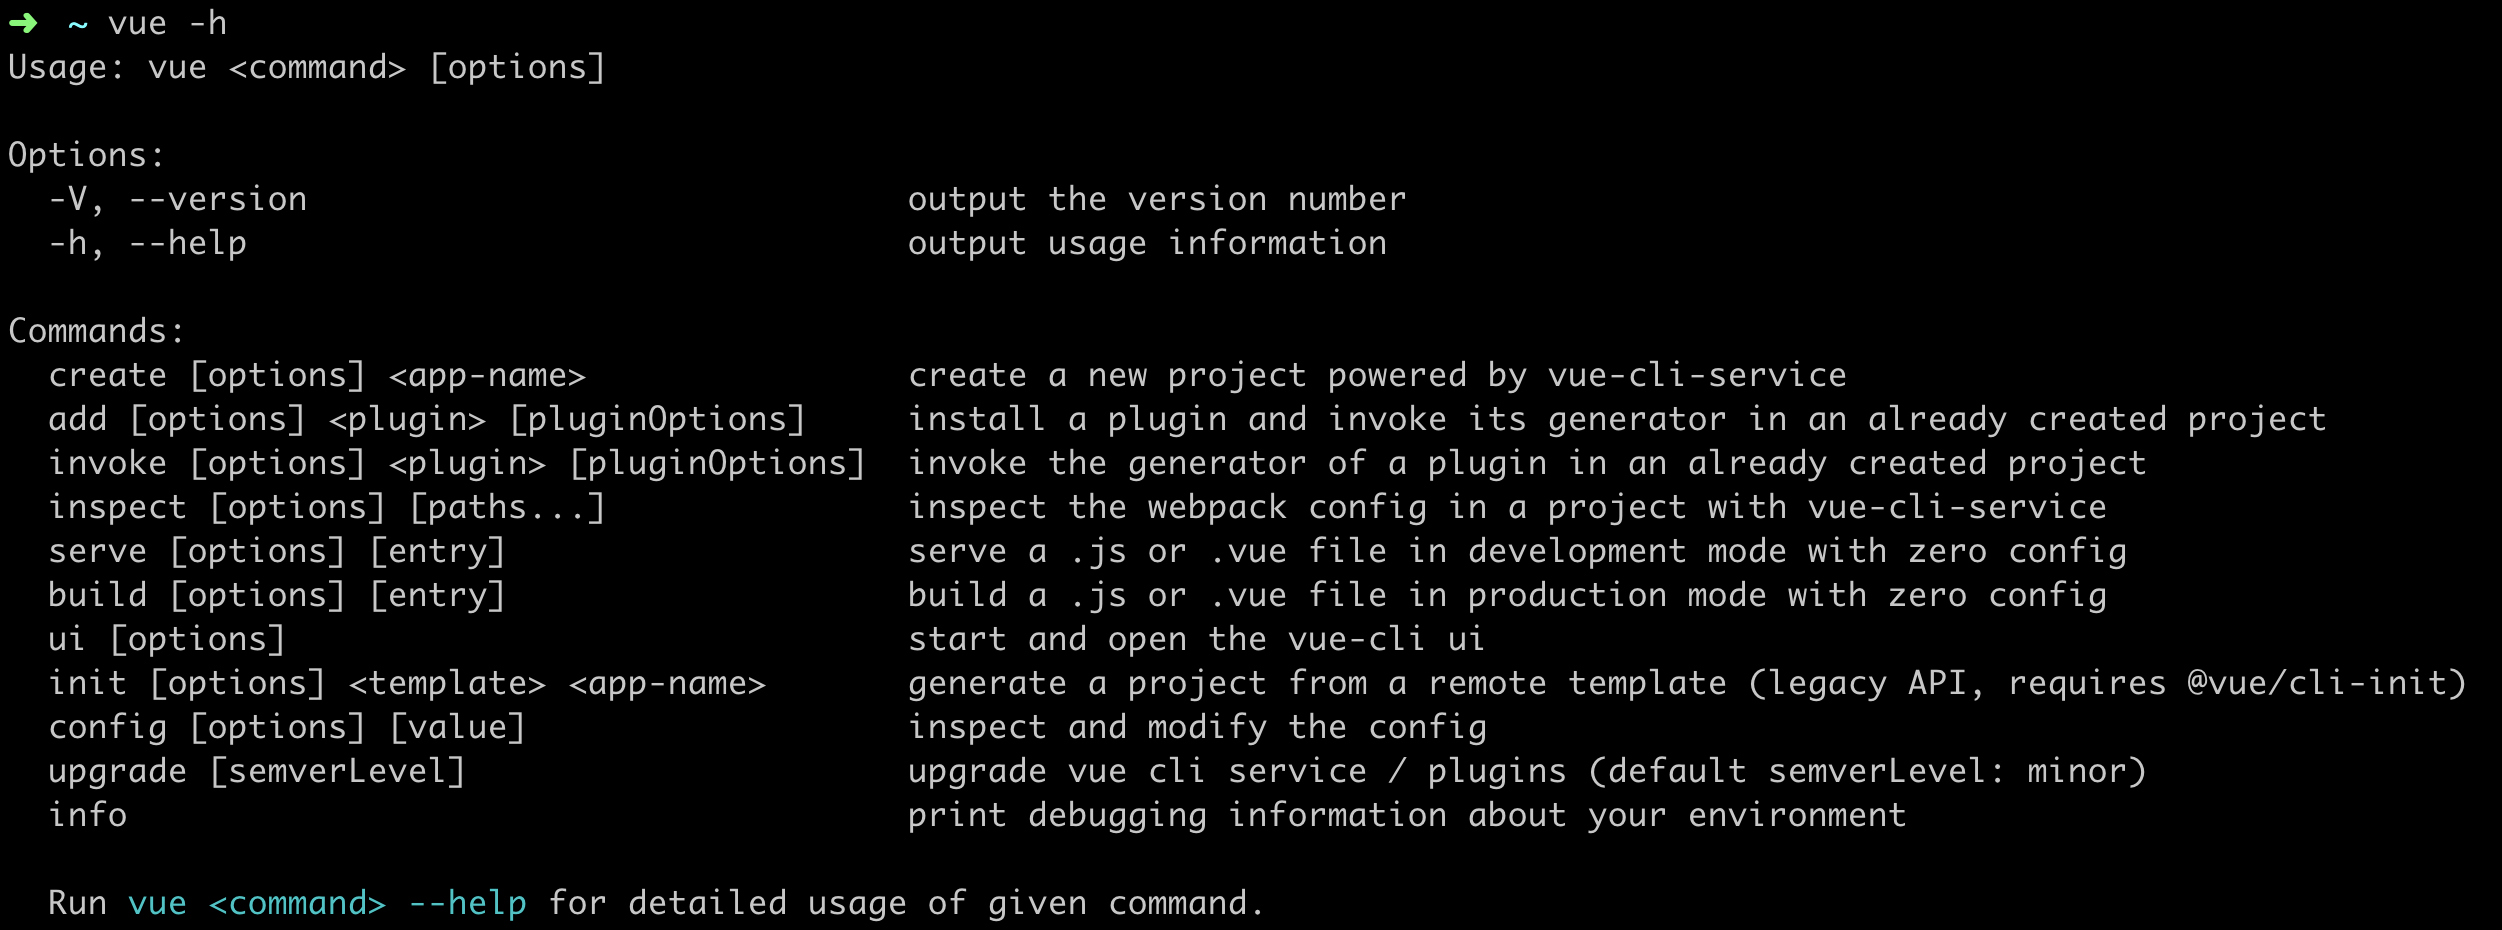 ➜  ~ vue -h
Usage: vue <command> [options]

Options:
  -V, --version                              output the version number
  -h, --help                                 output usage information

Commands:
  create [options] <app-name>                create a new project powered by vue-cli-service
  add [options] <plugin> [pluginOptions]     install a plugin and invoke its generator in an already created project
  invoke [options] <plugin> [pluginOptions]  invoke the generator of a plugin in an already created project
  inspect [options] [paths...]               inspect the webpack config in a project with vue-cli-service
  serve [options] [entry]                    serve a .js or .vue file in development mode with zero config
  build [options] [entry]                    build a .js or .vue file in production mode with zero config
  ui [options]                               start and open the vue-cli ui
  init [options] <template> <app-name>       generate a project from a remote template (legacy API, requires @vue/cli-init)
  config [options] [value]                   inspect and modify the config
  upgrade [semverLevel]                      upgrade vue cli service / plugins (default semverLevel: minor)
  info                                       print debugging information about your environment

  Run vue <command> --help for detailed usage of given command.